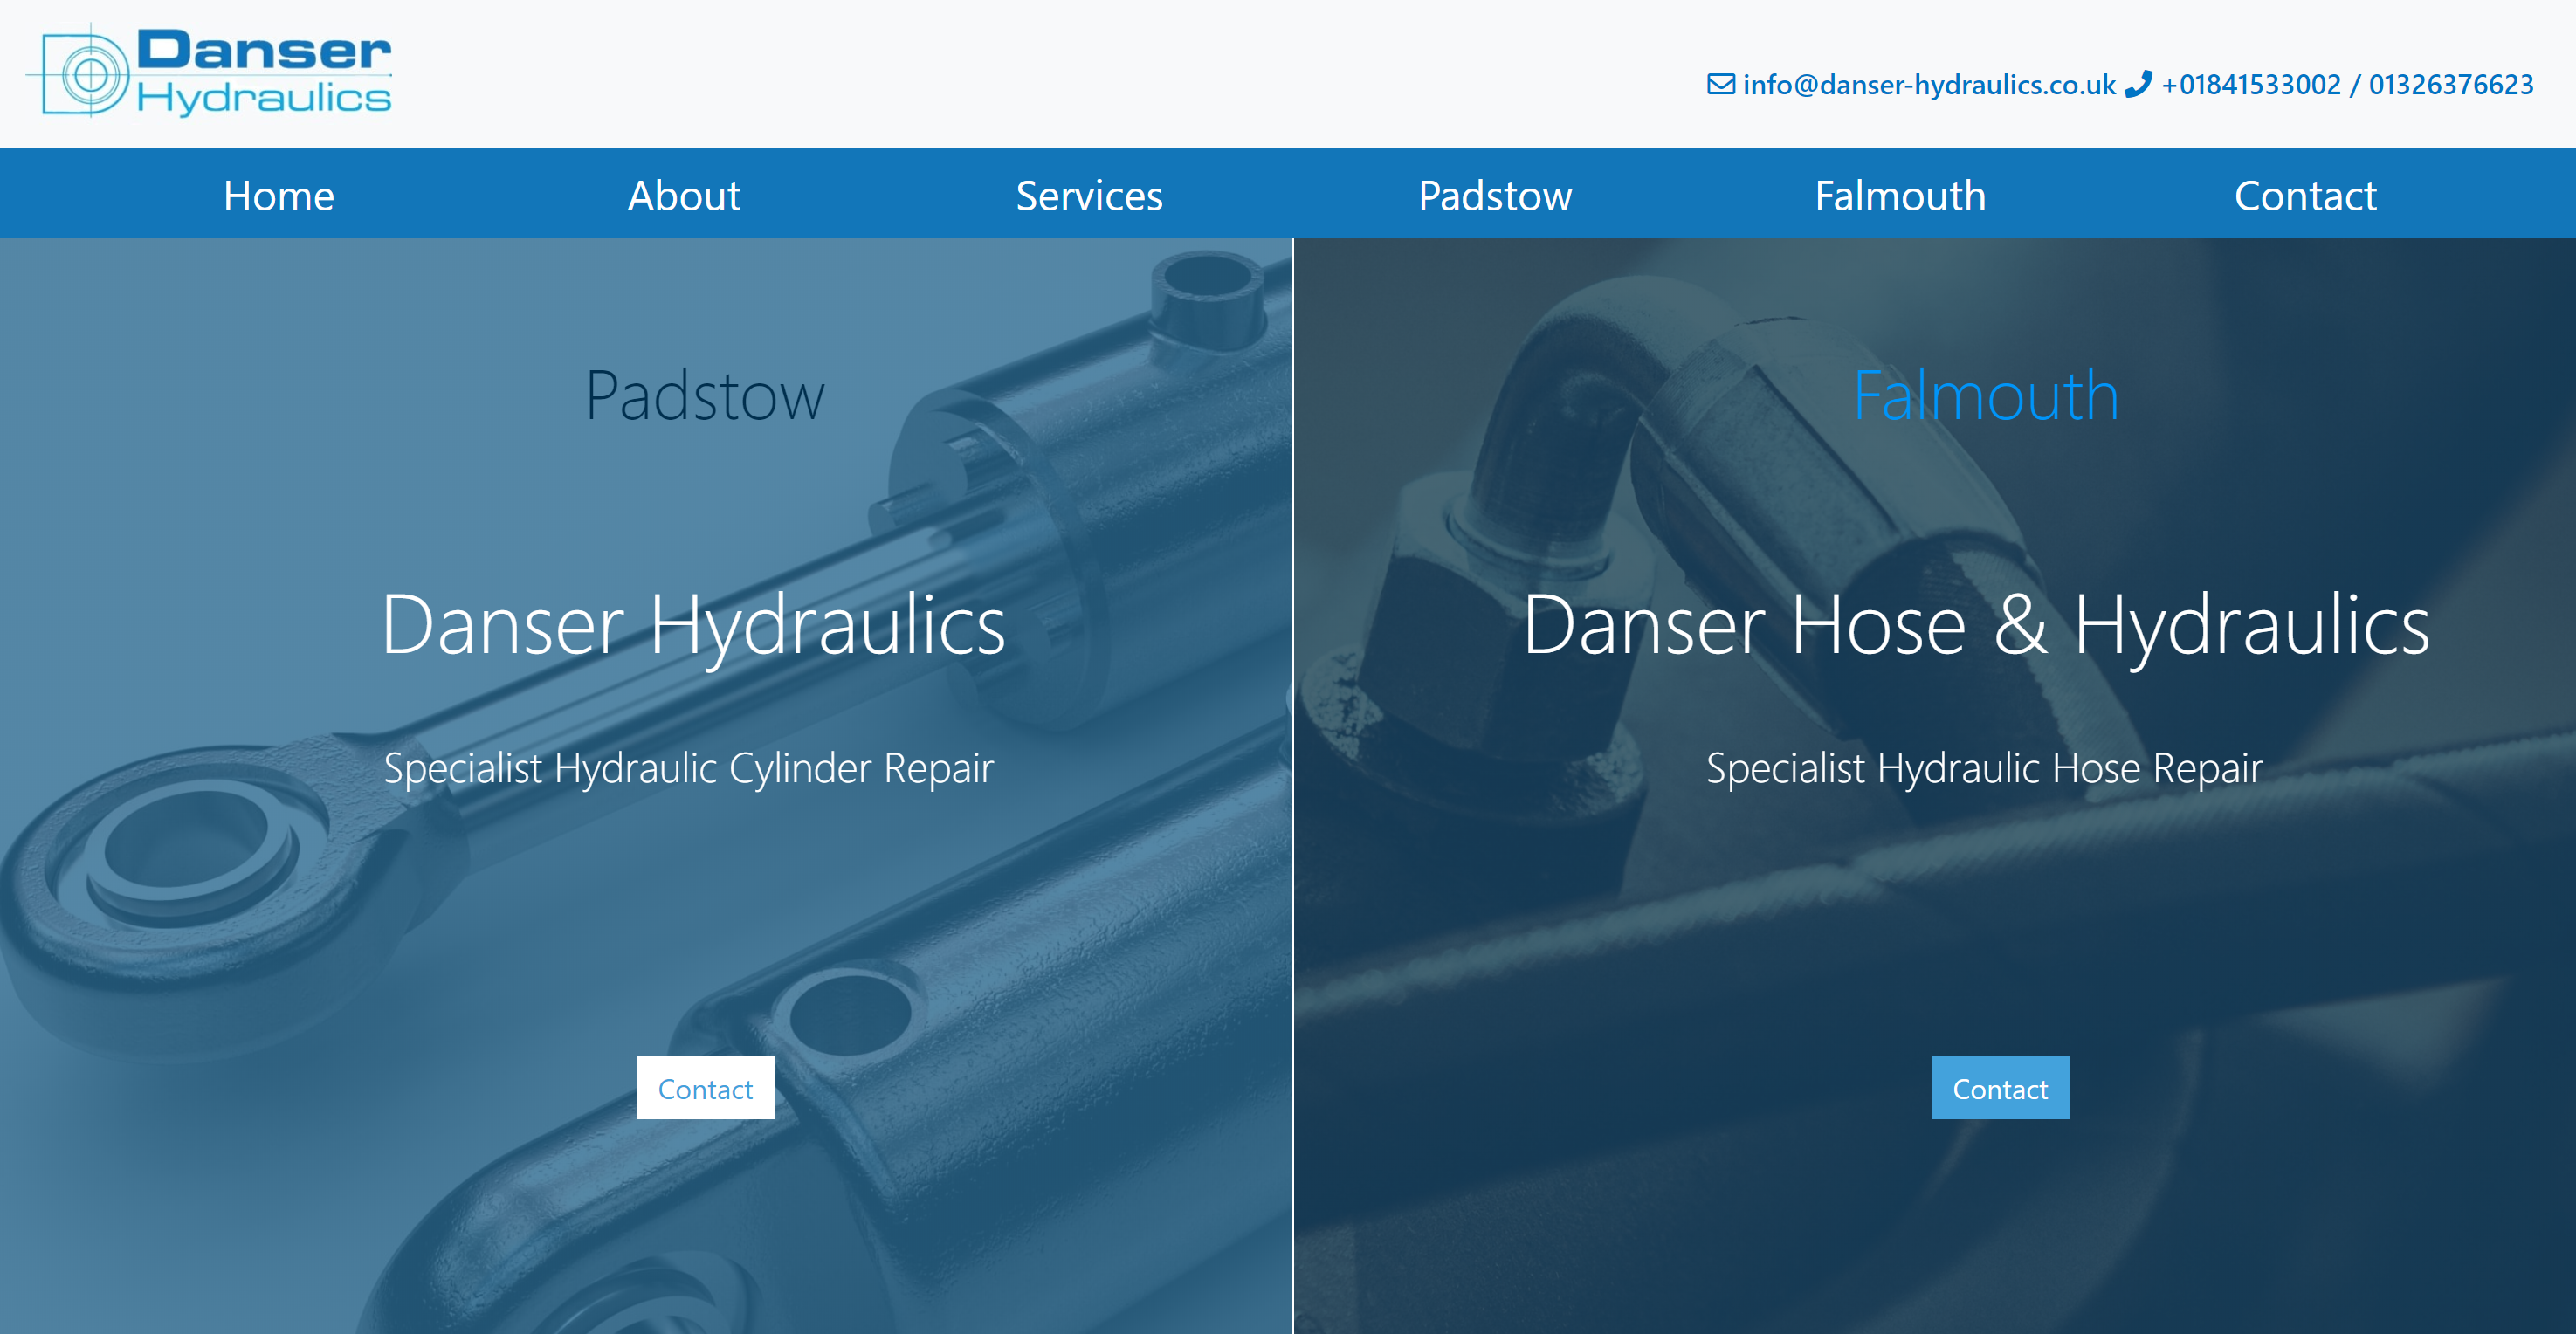 Danser
Hydraulics
info@danser-hydraulics.co.uk +01841533002 / 01326376623
Home About Services Padstow Falmouth Contact
Padstow
Danser Hydraulics
Specialist Hydraulic Cylinder Repair
Contact
Falmouth
Danser Hose & Hydraulics
Specialist Hydraulic Hose Repair
Contact